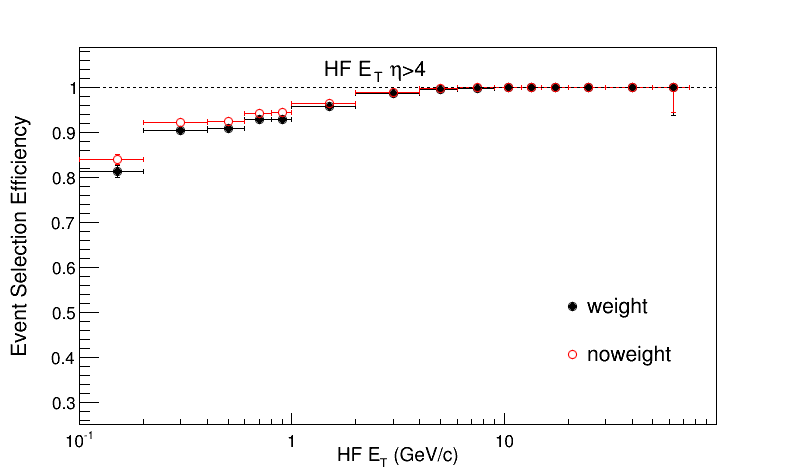 HF E_T η>4
Event Selection Efficiency
1
0.9
0.8
0.7
0.6
0.5
0.4
0.3
weight
noweight
10^-1
1
10
HF E_T (GeV/c)